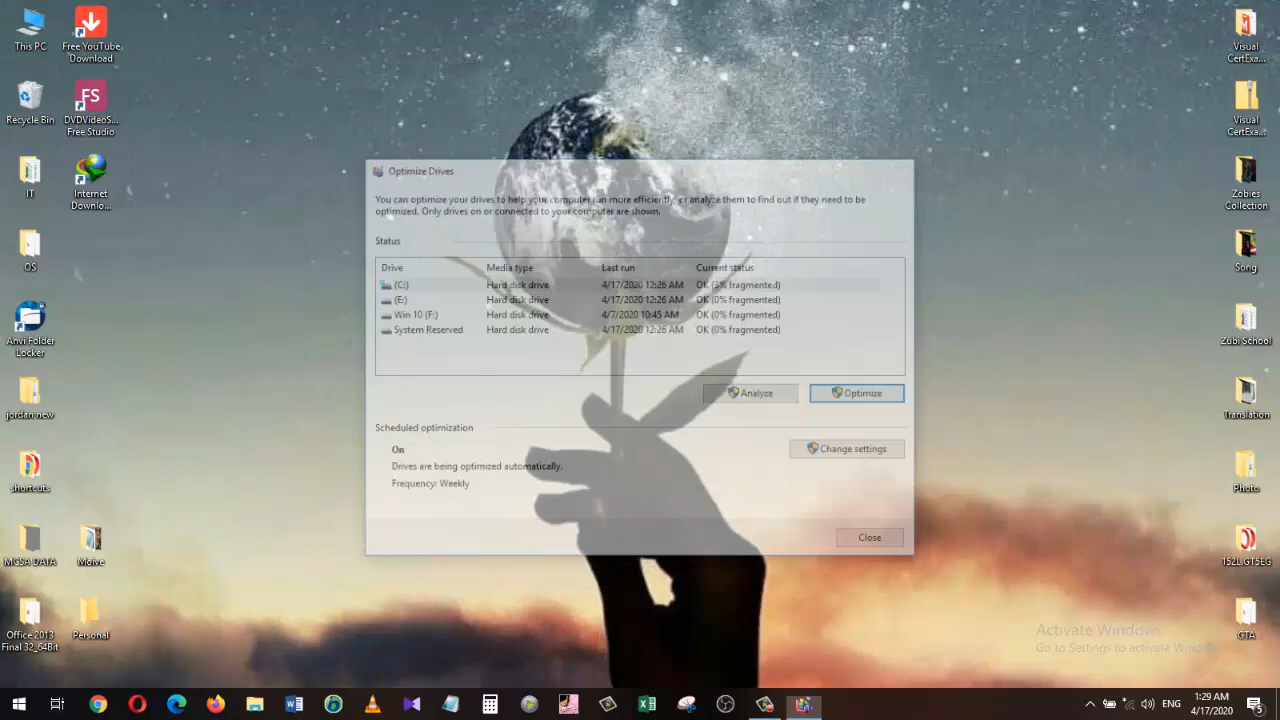 This PC
Free YouTube
Download
Recycle Bin
FS
DVDVideoS...
Free Studio
IT
Internet
Downlo...
OS
Anvi Folder
Locker
jordan new
shortcuts
MCSA DATA
Office 2013
Final 32_64Bit
Personal
Optimize Drives
You can optimize your drives to help your computer run more efficiently, or analyze them to find out if they need to be
optimized. Only drives on or connected to your computer are shown.
Status
Drive Media type Last run Current status
(C:) Hard disk drive 4/17/2020 12:26 AM OK (3% fragmented)
(E:) Hard disk drive 4/17/2020 12:26 AM OK (0% fragmented)
Win 10 (F:) Hard disk drive 4/7/2020 10:45 AM OK (0% fragmented)
System Reserved Hard disk drive 4/17/2020 12:26 AM OK (0% fragmented)
Analyze
Optimize
Scheduled optimization
On
Drives are being optimized automatically.
Frequency: Weekly
Change settings
Close
Visual
CertExa...
Visual
CertExa...
Zobies
Collection
Song
Zubi School
Translation
Photo
152L.G15EG
GTA
Activate Windows
Go to Settings to activate
ENG
1:29 AM
4/17/2020
5